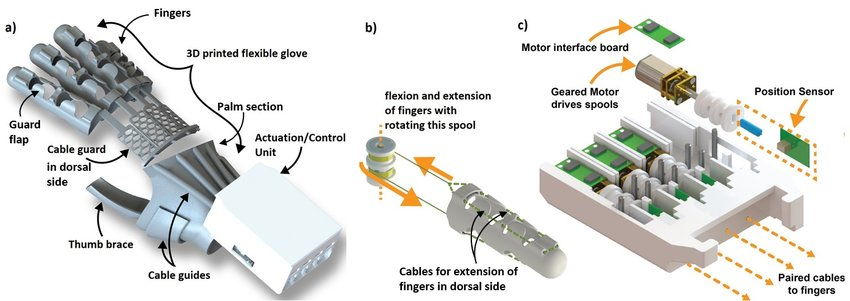 a)
Fingers
3D printed flexible glove
Guard
flap
Palm section
Cable guard
in dorsal
side
Actuation/Control
Unit
Thumb brace
Cable guides
b)
flexion and extension
of fingers with
rotating this spool
Cables for extension of
fingers in dorsal side
c)
Motor interface board
Geared Motor
drives spools
Position Sensor
Paired cables
to fingers